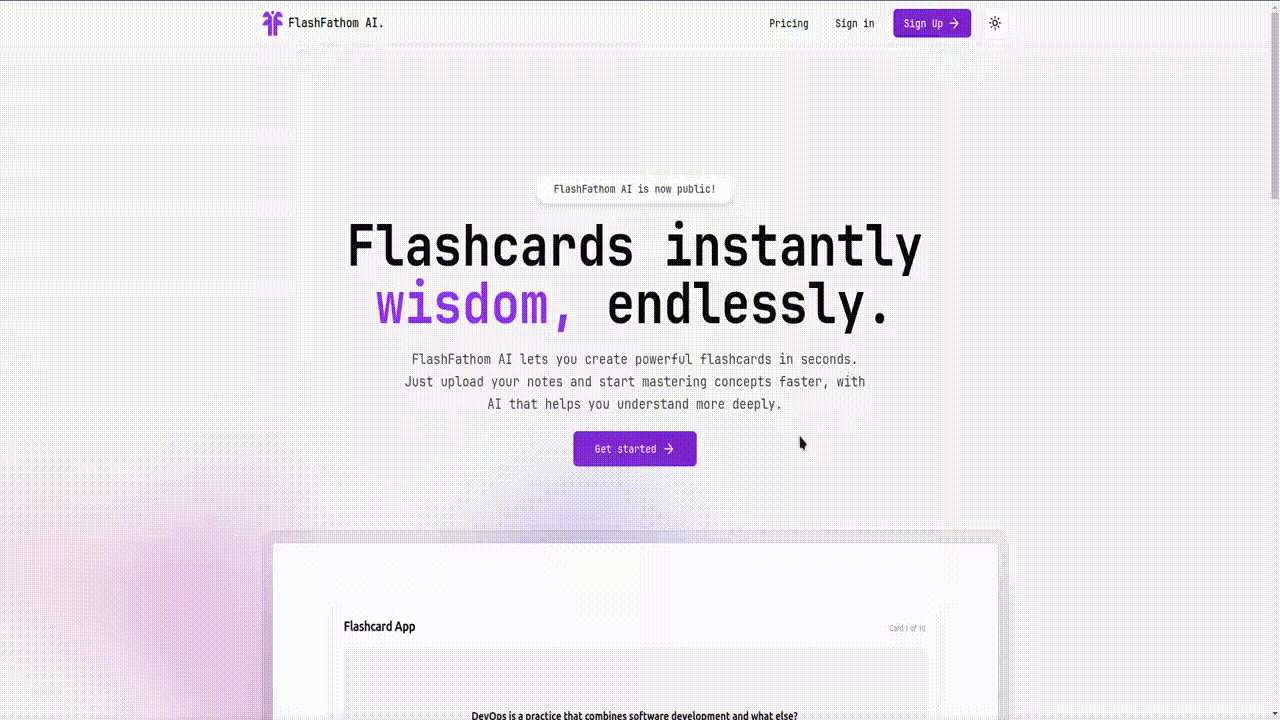 FlashFathom AI.
Pricing
Sign in
Sign Up
FlashFathom AI is now public!
Flashcards instantly
wisdom, endlessly.
FlashFathom AI lets you create powerful flashcards in seconds.
Just upload your notes and start mastering concepts faster, with
AI that helps you understand more deeply.
Get started
Flashcard App
Card 1 of 10
DevOps is a practice that combines software development and what else?